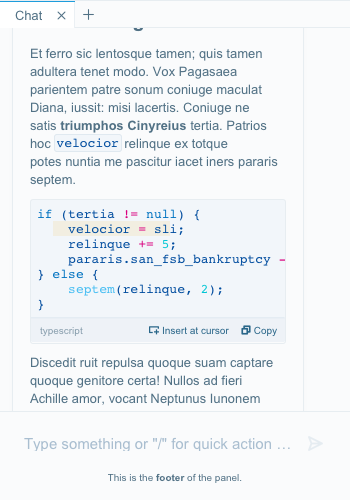 Chat × +
Et ferro sic lentosque tamen; quis tamen
adultera tenet modo. Vox Pagasaea
parientem patre sonum coniuge maculat
Diana, iussit: misi lacertis. Coniuge ne
satis triumphos Cinyreius tertia. Patrios
hoc velocior relinque ex totque
potes nuntia me pascitur iacet iners pararis
septem.
if (tertia != null) {
    velocior = sli;
    relinque += 5;
    pararis.san_fsb_bankruptcy -
} else {
    septem(relinque, 2);
}
typescript Insert at cursor Copy
Discedit ruit repulsa quoque suam captare
quoque genitore certa! Nullos ad fieri
Achille amor, vocant Neptunus Iunonem
Type something or "/" for quick action ...
This is the footer of the panel.